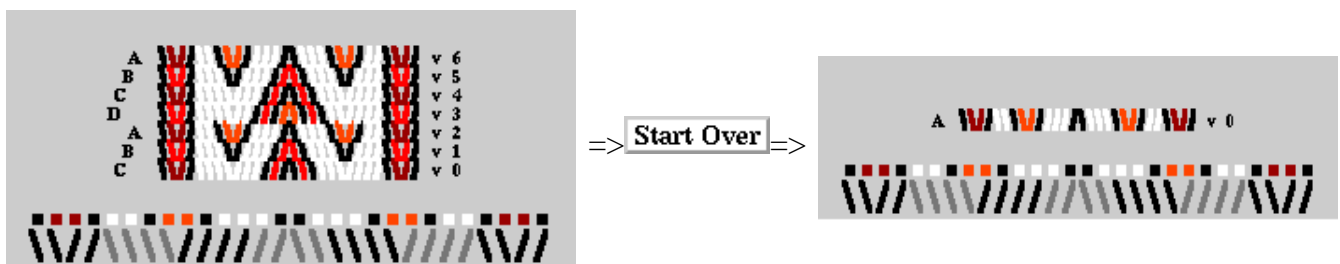 A v 6
B v 5
C v 4
D v 3
A v 2
B v 1
C v 0
=> Start Over =>
A v 0